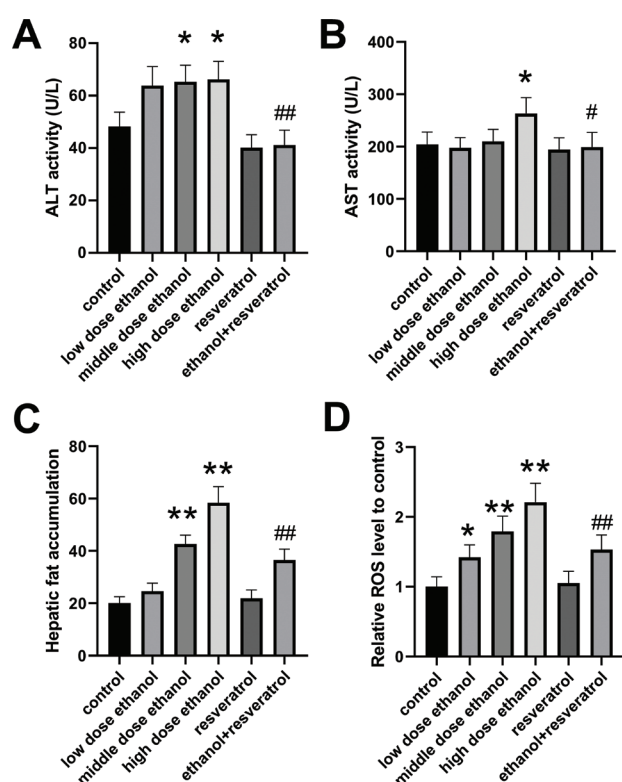 A
ALT activity (U/L)
80
60
40
20
0
*
*
##
control
low dose ethanol
middle dose ethanol
high dose ethanol
resveratrol
ethanol+resveratrol
B
AST activity (U/L)
400
300
200
100
0
*
#
control
low dose ethanol
middle dose ethanol
high dose ethanol
resveratrol
ethanol+resveratrol
C
Hepatic fat accumulation
80
60
40
20
0
**
**
##
control
low dose ethanol
middle dose ethanol
high dose ethanol
resveratrol
ethanol+resveratrol
D
Relative ROS level to control
3
2
1
0
*
**
**
##
control
low dose ethanol
middle dose ethanol
high dose ethanol
resveratrol
ethanol+resveratrol